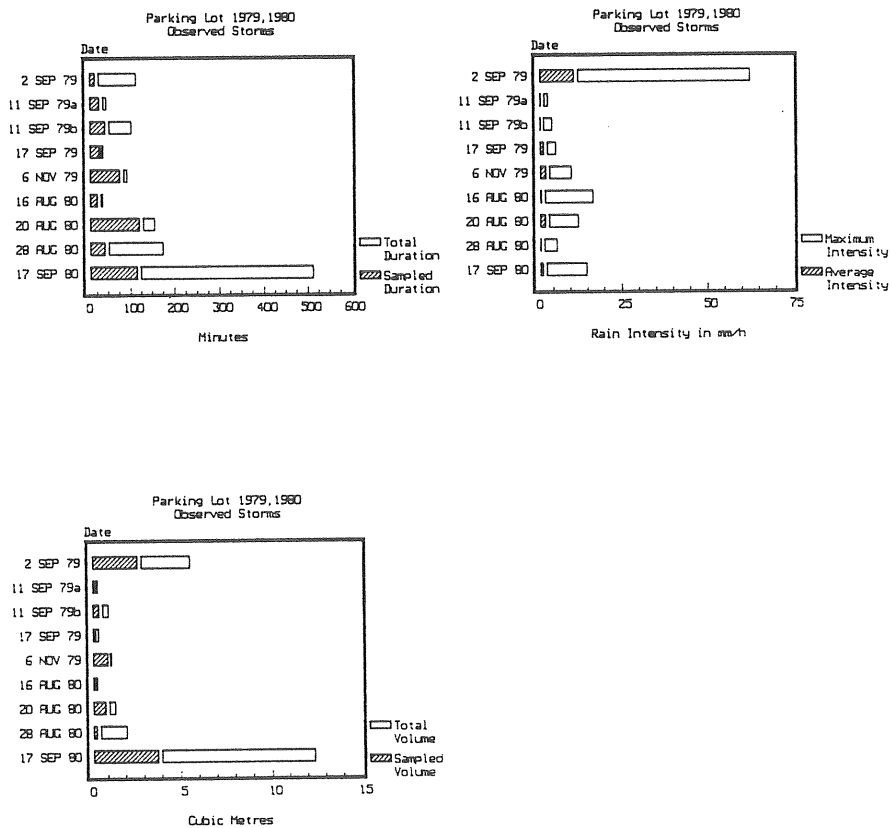 Parking Lot 1979,1980
Observed Storms
Date
2 SEP 79
11 SEP 79a
11 SEP 79b
17 SEP 79
6 NOV 79
16 AUG 80
20 AUG 80
28 AUG 80
17 SEP 80
Total
Duration
Sampled
Duration
0 100 200 300 400 500 600
Minutes
Parking Lot 1979,1980
Observed Storms
Date
2 SEP 79
11 SEP 79a
11 SEP 79b
17 SEP 79
6 NOV 79
16 AUG 80
20 AUG 80
28 AUG 80
17 SEP 80
Maximum
Intensity
Average
Intensity
0 25 50 75
Rain Intensity in mm/h
Parking Lot 1979,1980
Observed Storms
Date
2 SEP 79
11 SEP 79a
11 SEP 79b
17 SEP 79
6 NOV 79
16 AUG 80
20 AUG 80
28 AUG 80
17 SEP 80
Total
Volume
Sampled
Volume
0 5 10 15
Cubic Metres